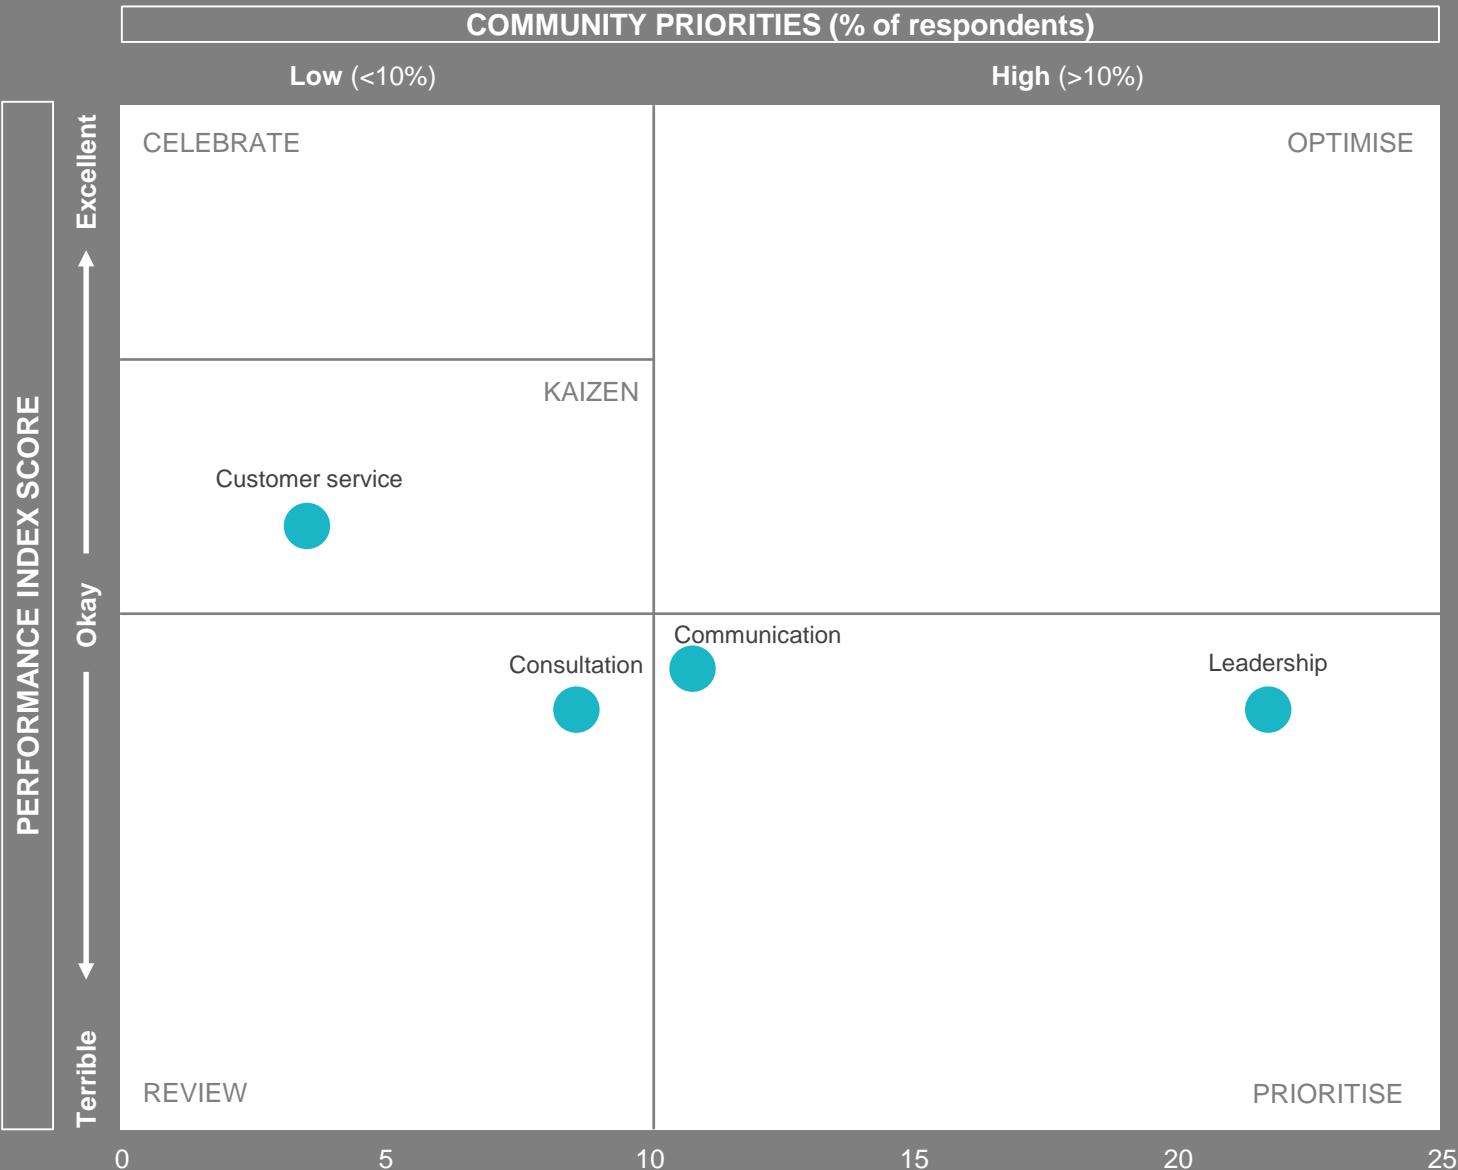 COMMUNITY PRIORITIES (% of respondents)
Low (<10%)
High (>10%)
PERFORMANCE INDEX SCORE
Excellent
Okay
Terrible
CELEBRATE
OPTIMISE
KAIZEN
Customer service
Communication
Consultation
Leadership
REVIEW
PRIORITISE
0 5 10 15 20 25